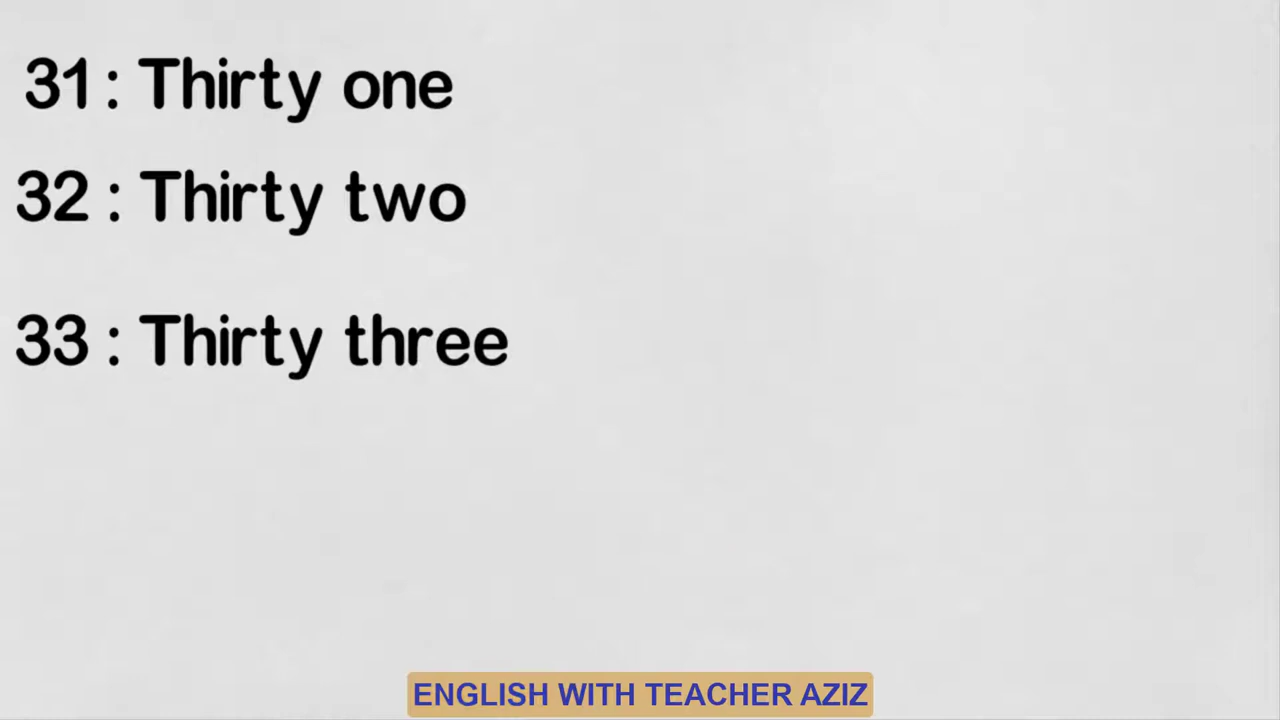 31 : Thirty one
32 : Thirty two
33 : Thirty three
ENGLISH WITH TEACHER AZIZ